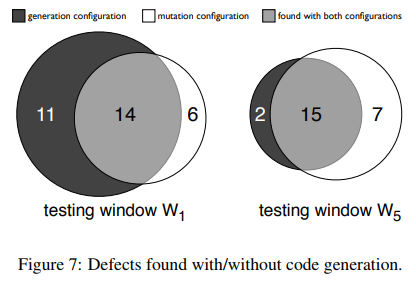 generation configuration mutation configuration found with both configurations
11 14 6 2 15 7
testing window W1 testing window W5
Figure 7: Defects found with/without code generation.